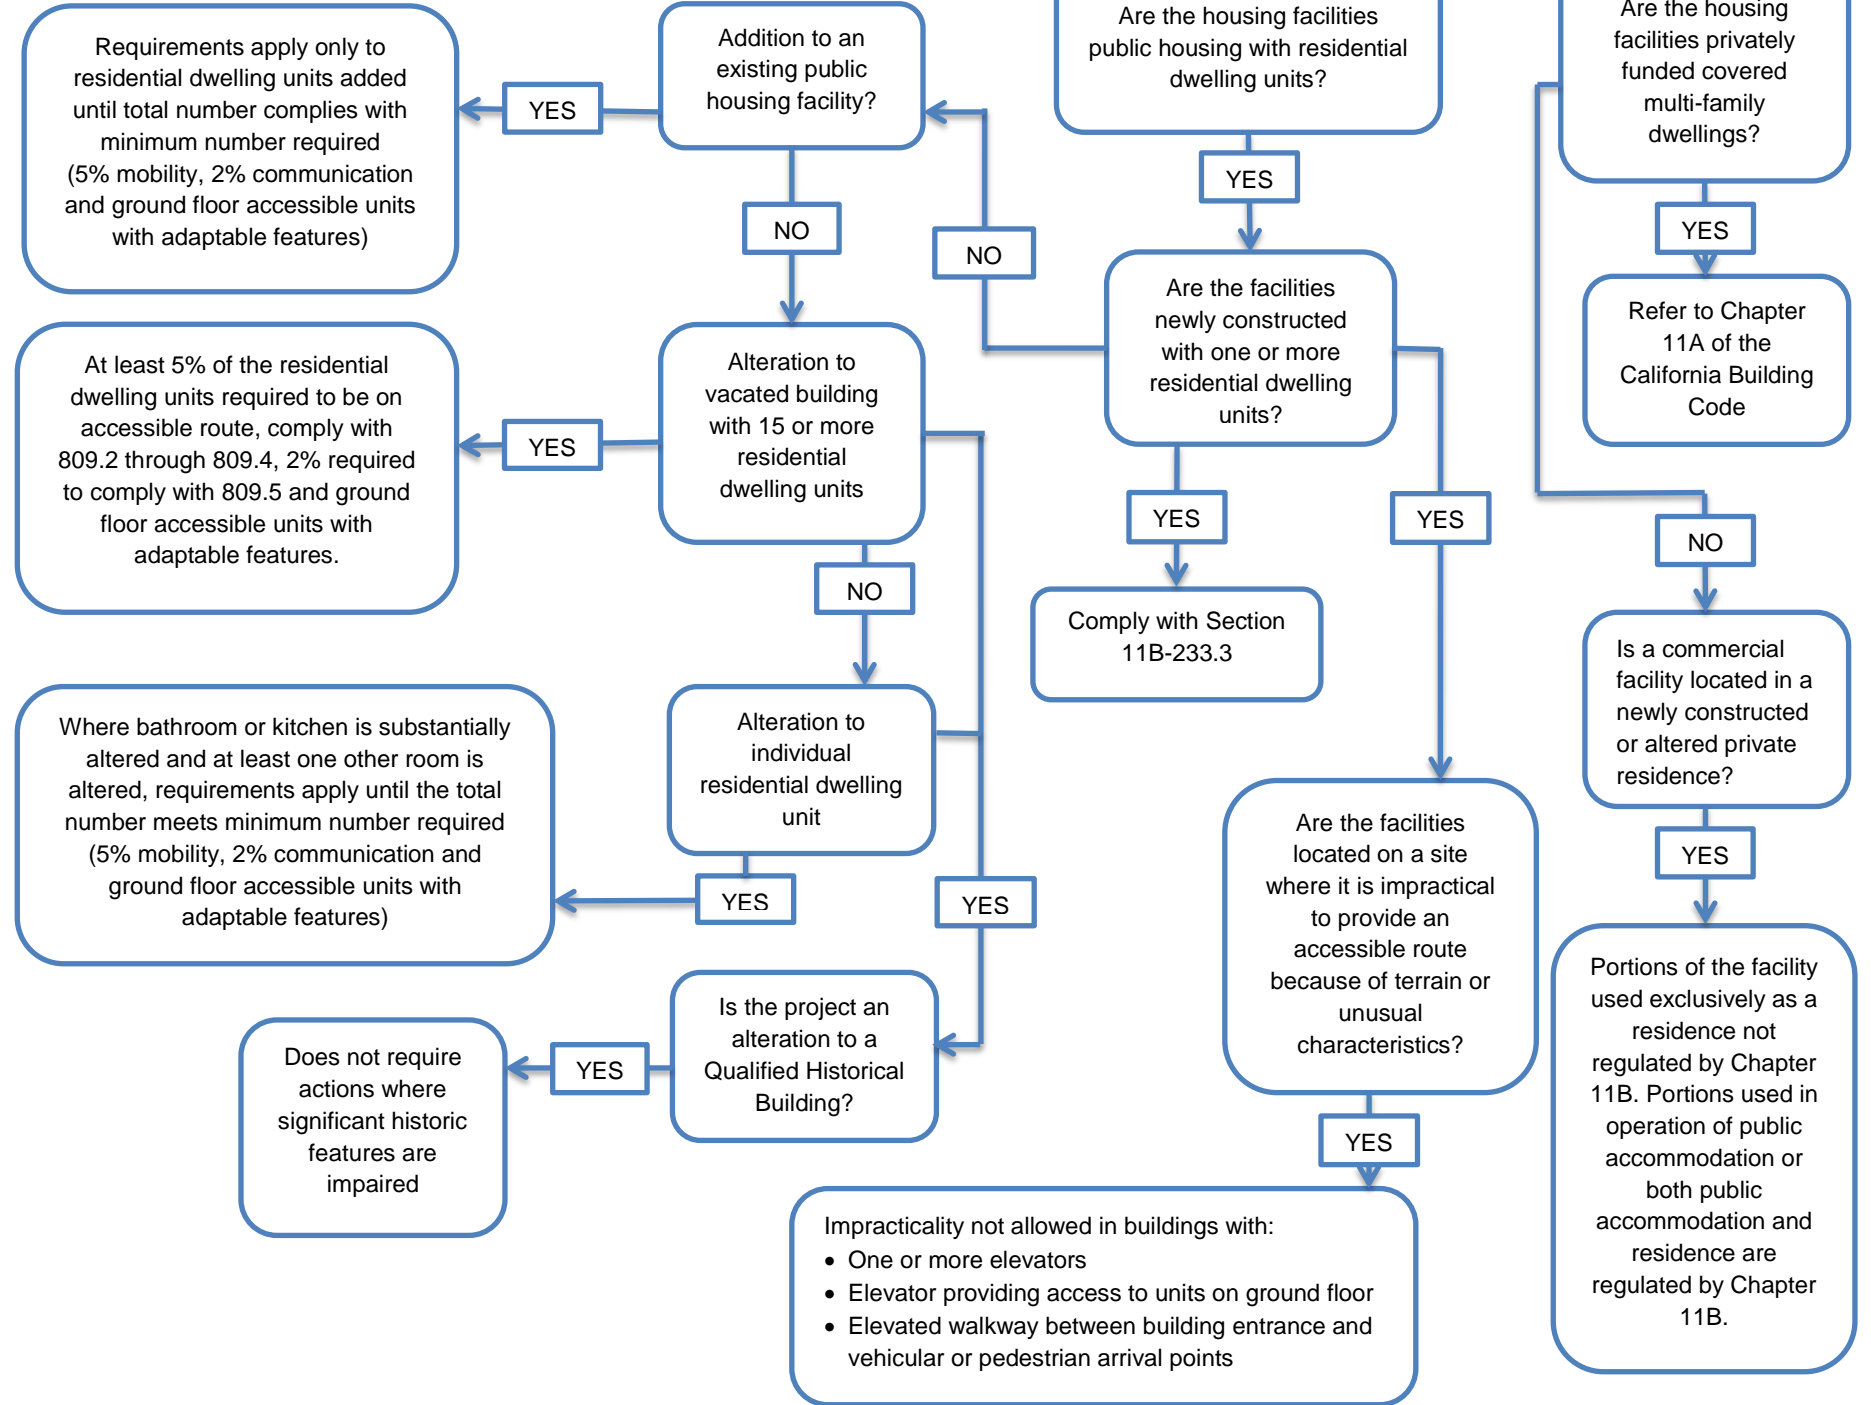 Requirements apply only to
residential dwelling units added
until total number complies with
minimum number required
(5% mobility, 2% communication
and ground floor accessible units
with adaptable features)
YES
Addition to an
existing public
housing facility?
NO
Are the housing facilities
public housing with residential
dwelling units?
YES
NO
Are the housing
facilities privately
funded covered
multi-family
dwellings?
YES
Refer to Chapter
11A of the
California Building
Code
At least 5% of the residential
dwelling units required to be on
accessible route, comply with
809.2 through 809.4, 2% required
to comply with 809.5 and ground
floor accessible units with
adaptable features.
YES
Alteration to
vacated building
with 15 or more
residential
dwelling units
NO
Are the facilities
newly constructed
with one or more
residential dwelling
units?
YES
YES
NO
Comply with Section
11B-233.3
Is a commercial
facility located in a
newly constructed
or altered private
residence?
YES
Where bathroom or kitchen is substantially
altered and at least one other room is
altered, requirements apply until the total
number meets minimum number required
(5% mobility, 2% communication and
ground floor accessible units with
adaptable features)
Alteration to
individual
residential dwelling
unit
YES
YES
Are the facilities
located on a site
where it is impractical
to provide an
accessible route
because of terrain or
unusual
characteristics?
YES
Does not require
actions where
significant historic
features are
impaired
YES
Is the project an
alteration to a
Qualified Historical
Building?
Portions of the facility
used exclusively as a
residence not
regulated by Chapter
11B. Portions used in
operation of public
accommodation or
both public
accommodation and
residence are
regulated by Chapter
11B.
Impracticality not allowed in buildings with:
• One or more elevators
• Elevator providing access to units on ground floor
• Elevated walkway between building entrance and
vehicular or pedestrian arrival points